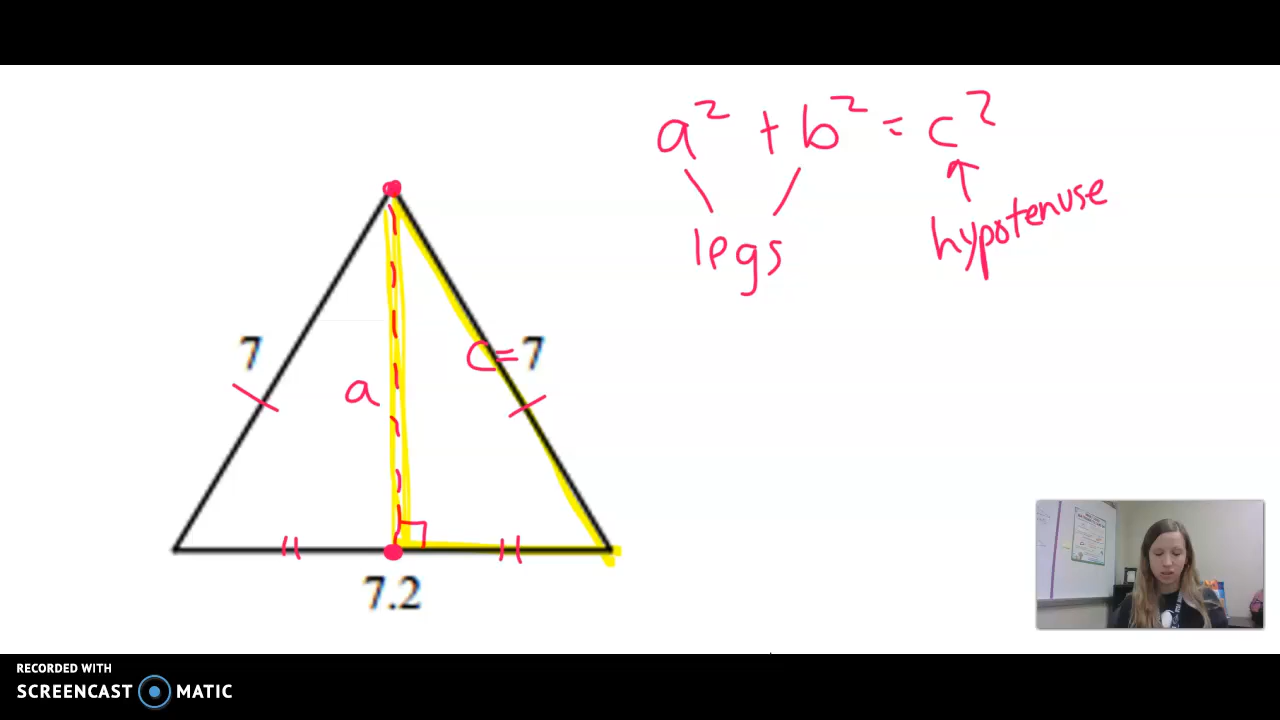 a² + b² = c²
legs
hypotenuse
7
c=7
a
7.2
RECORDED WITH
SCREENCAST MATIC